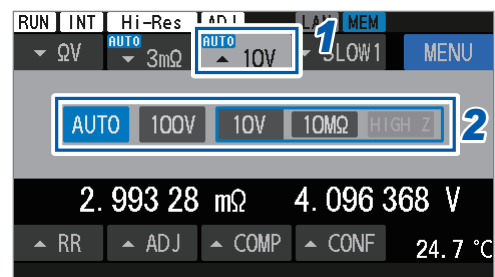 RUN INT Hi-Res ADJ LAN MEM
ΩV AUTO 3mΩ AUTO 10V 1 SLOW1 MENU
AUTO 100V 10V 10MΩ HIGH Z 2
2.993 28 mΩ 4.096 368 V
RR ADJ COMP CONF 24.7 °C